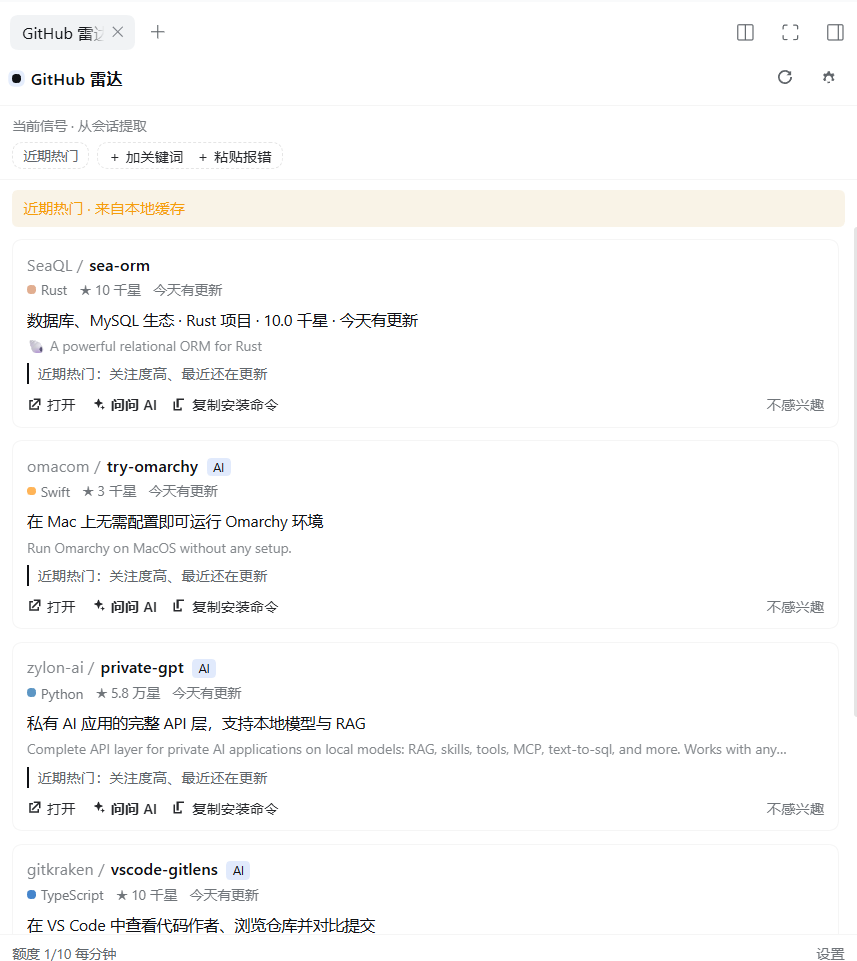 GitHub 雷达
GitHub 雷达
当前信号 · 从会话提取
近期热门 + 加关键词 + 粘贴报错
近期热门 · 来自本地缓存
SeaQL / sea-orm
Rust ★ 10 千星 今天有更新
数据库、MySQL 生态 · Rust 项目 · 10.0 千星 · 今天有更新
🐚 A powerful relational ORM for Rust
近期热门：关注度高、最近还在更新
打开 问问 AI 复制安装命令 不感兴趣
omacom / try-omarchy AI
Swift ★ 3 千星 今天有更新
在 Mac 上无需配置即可运行 Omarchy 环境
Run Omarchy on MacOS without any setup.
近期热门：关注度高、最近还在更新
打开 问问 AI 复制安装命令 不感兴趣
zylon-ai / private-gpt AI
Python ★ 5.8 万星 今天有更新
私有 AI 应用的完整 API 层，支持本地模型与 RAG
Complete API layer for private AI applications on local models: RAG, skills, tools, MCP, text-to-sql, and more. Works with any...
近期热门：关注度高、最近还在更新
打开 问问 AI 复制安装命令 不感兴趣
gitkraken / vscode-gitlens AI
TypeScript ★ 10 千星 今天有更新
在 VS Code 中查看代码作者、浏览仓库并对比提交
额度 1/10 每分钟 设置